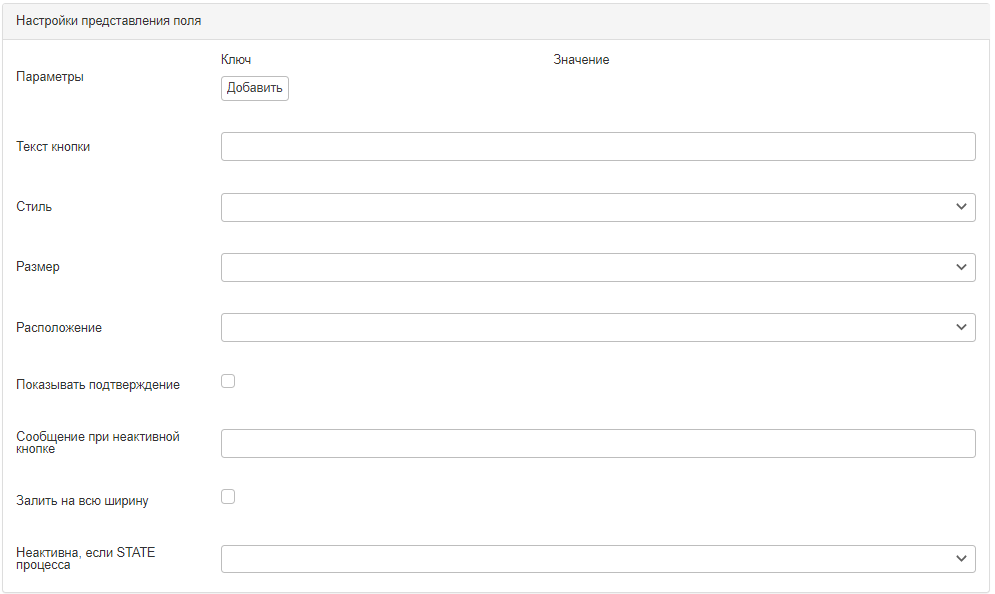 Настройки представления поля
Ключ
Значение
Параметры
Добавить
Текст кнопки
Стиль
Размер
Расположение
Показывать подтверждение
Сообщение при неактивной
кнопке
Залить на всю ширину
Неактивна, если STATE
процесса